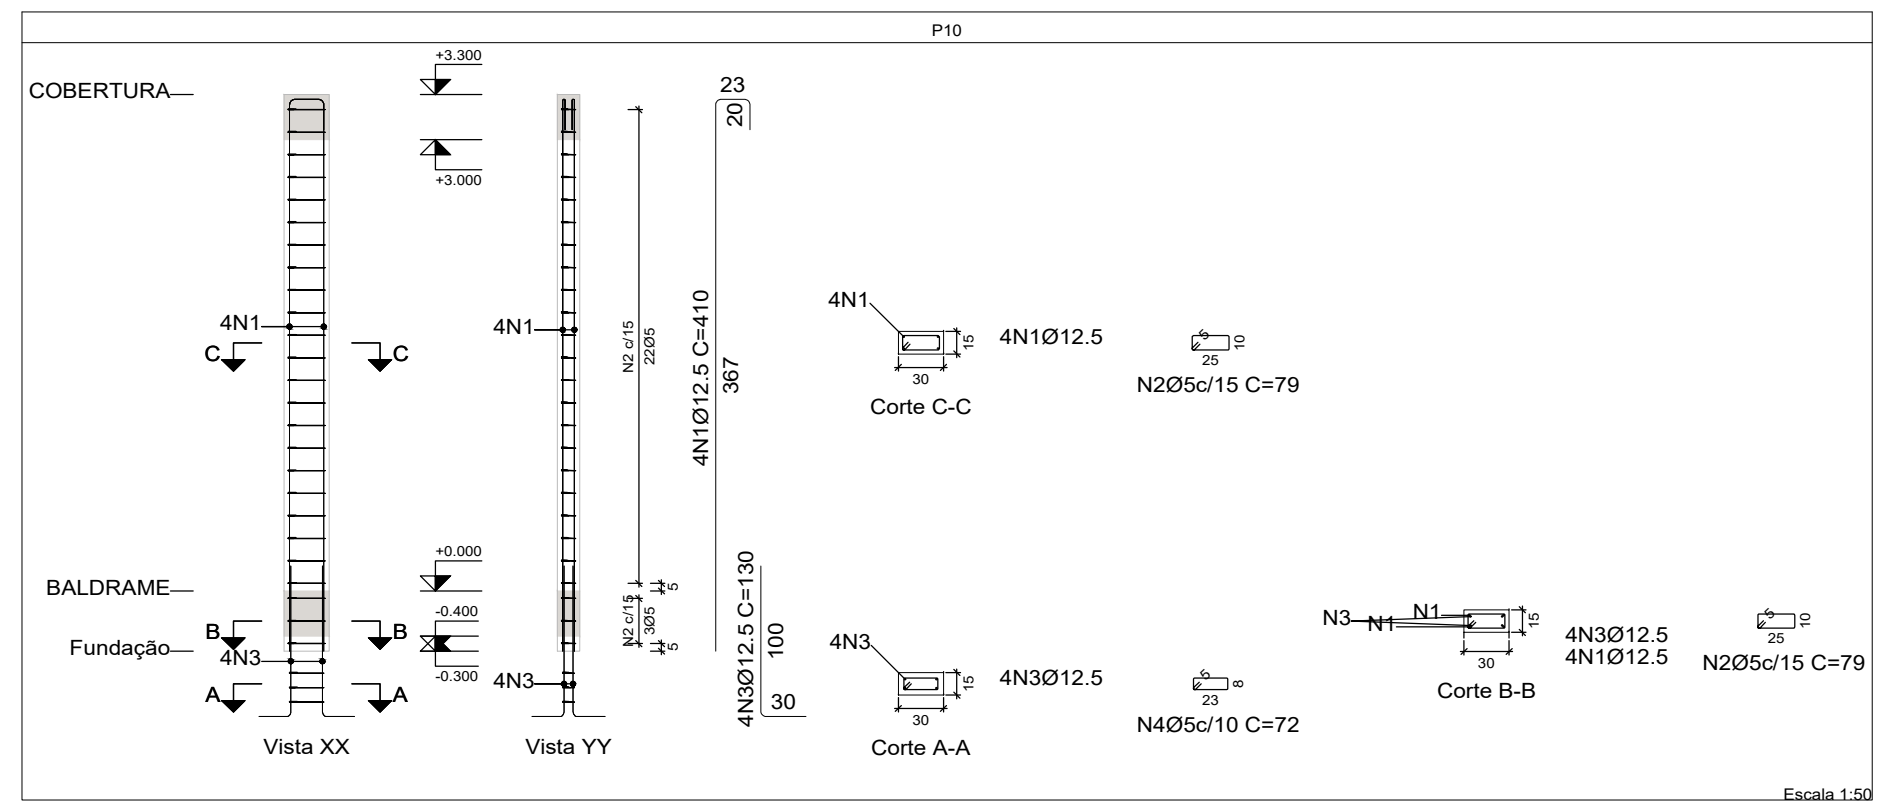 P10
COBERTURA
BALDRAME
Fundação
4N1
C
C
B
B
4N3
A
A
Vista XX
+3.300
+3.000
+0.000
-0.400
-0.300
4N1
4N3
Vista YY
N2 c/15
22Ø5
5
N2 c/15
3Ø5
5
23
20
4N1Ø12.5 C=410
367
4N3Ø12.5 C=130
100
30
4N1
15
30
4N1Ø12.5
Corte C-C
5
10
25
N2Ø5c/15 C=79
4N3
15
30
4N3Ø12.5
Corte A-A
5
8
23
N4Ø5c/10 C=72
N3
N1
N1
15
30
4N3Ø12.5
4N1Ø12.5
Corte B-B
5
10
25
N2Ø5c/15 C=79
Escala 1:50